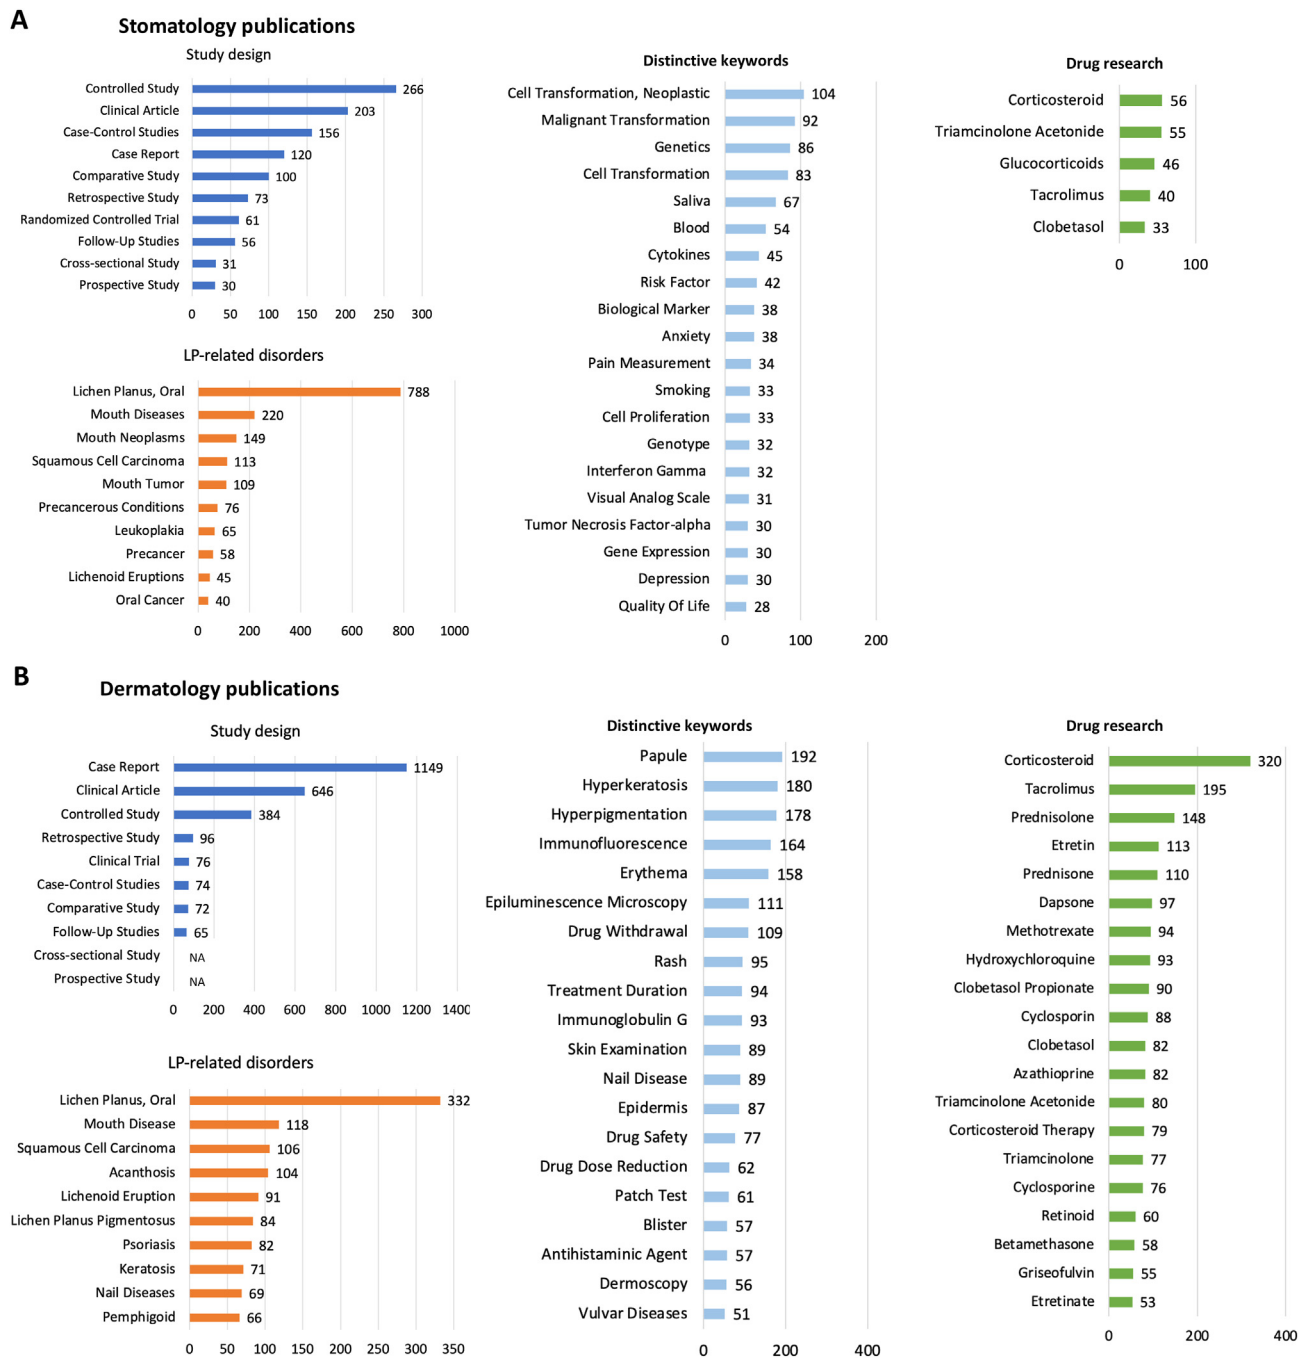 A
Stomatology publications
Study design
Controlled Study 266
Clinical Article 203
Case-Control Studies 156
Case Report 120
Comparative Study 100
Retrospective Study 73
Randomized Controlled Trial 61
Follow-Up Studies 56
Cross-sectional Study 31
Prospective Study 30
0 50 100 150 200 250 300
LP-related disorders
Lichen Planus, Oral 788
Mouth Diseases 220
Mouth Neoplasms 149
Squamous Cell Carcinoma 113
Mouth Tumor 109
Precancerous Conditions 76
Leukoplakia 65
Precancer 58
Lichenoid Eruptions 45
Oral Cancer 40
0 200 400 600 800 1000
Distinctive keywords
Cell Transformation, Neoplastic 104
Malignant Transformation 92
Genetics 86
Cell Transformation 83
Saliva 67
Blood 54
Cytokines 45
Risk Factor 42
Biological Marker 38
Anxiety 38
Pain Measurement 34
Smoking 33
Cell Proliferation 33
Genotype 32
Interferon Gamma 32
Visual Analog Scale 31
Tumor Necrosis Factor-alpha 30
Gene Expression 30
Depression 30
Quality Of Life 28
0 100 200
Drug research
Corticosteroid 56
Triamcinolone Acetonide 55
Glucocorticoids 46
Tacrolimus 40
Clobetasol 33
0 100
B
Dermatology publications
Study design
Case Report 1149
Clinical Article 646
Controlled Study 384
Retrospective Study 96
Clinical Trial 76
Case-Control Studies 74
Comparative Study 72
Follow-Up Studies 65
Cross-sectional Study NA
Prospective Study NA
0 200 400 600 800 1000 1200 1400
LP-related disorders
Lichen Planus, Oral 332
Mouth Disease 118
Squamous Cell Carcinoma 106
Acanthosis 104
Lichenoid Eruption 91
Lichen Planus Pigmentosus 84
Psoriasis 82
Keratosis 71
Nail Diseases 69
Pemphigoid 66
0 50 100 150 200 250 300 350
Distinctive keywords
Papule 192
Hyperkeratosis 180
Hyperpigmentation 178
Immunofluorescence 164
Erythema 158
Epiluminescence Microscopy 111
Drug Withdrawal 109
Rash 95
Treatment Duration 94
Immunoglobulin G 93
Skin Examination 89
Nail Disease 89
Epidermis 87
Drug Safety 77
Drug Dose Reduction 62
Patch Test 61
Blister 57
Antihistaminic Agent 57
Dermoscopy 56
Vulvar Diseases 51
0 200 400
Drug research
Corticosteroid 320
Tacrolimus 195
Prednisolone 148
Etretin 113
Prednisone 110
Dapsone 97
Methotrexate 94
Hydroxychloroquine 93
Clobetasol Propionate 90
Cyclosporin 88
Clobetasol 82
Azathioprine 82
Triamcinolone Acetonide 80
Corticosteroid Therapy 79
Triamcinolone 77
Cyclosporine 76
Retinoid 60
Betamethasone 58
Griseofulvin 55
Etretinate 53
0 200 400